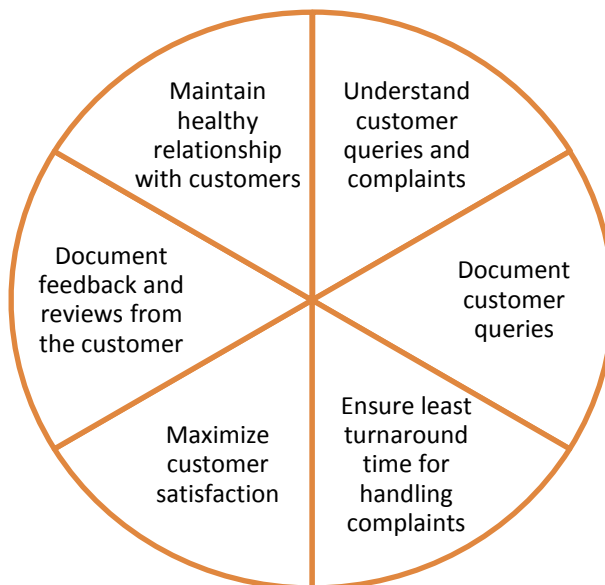 Maintain
healthy
relationship
with customers
Understand
customer
queries and
complaints
Document
customer
queries
Ensure least
turnaround
time for
handling
complaints
Maximize
customer
satisfaction
Document
feedback and
reviews from
the customer